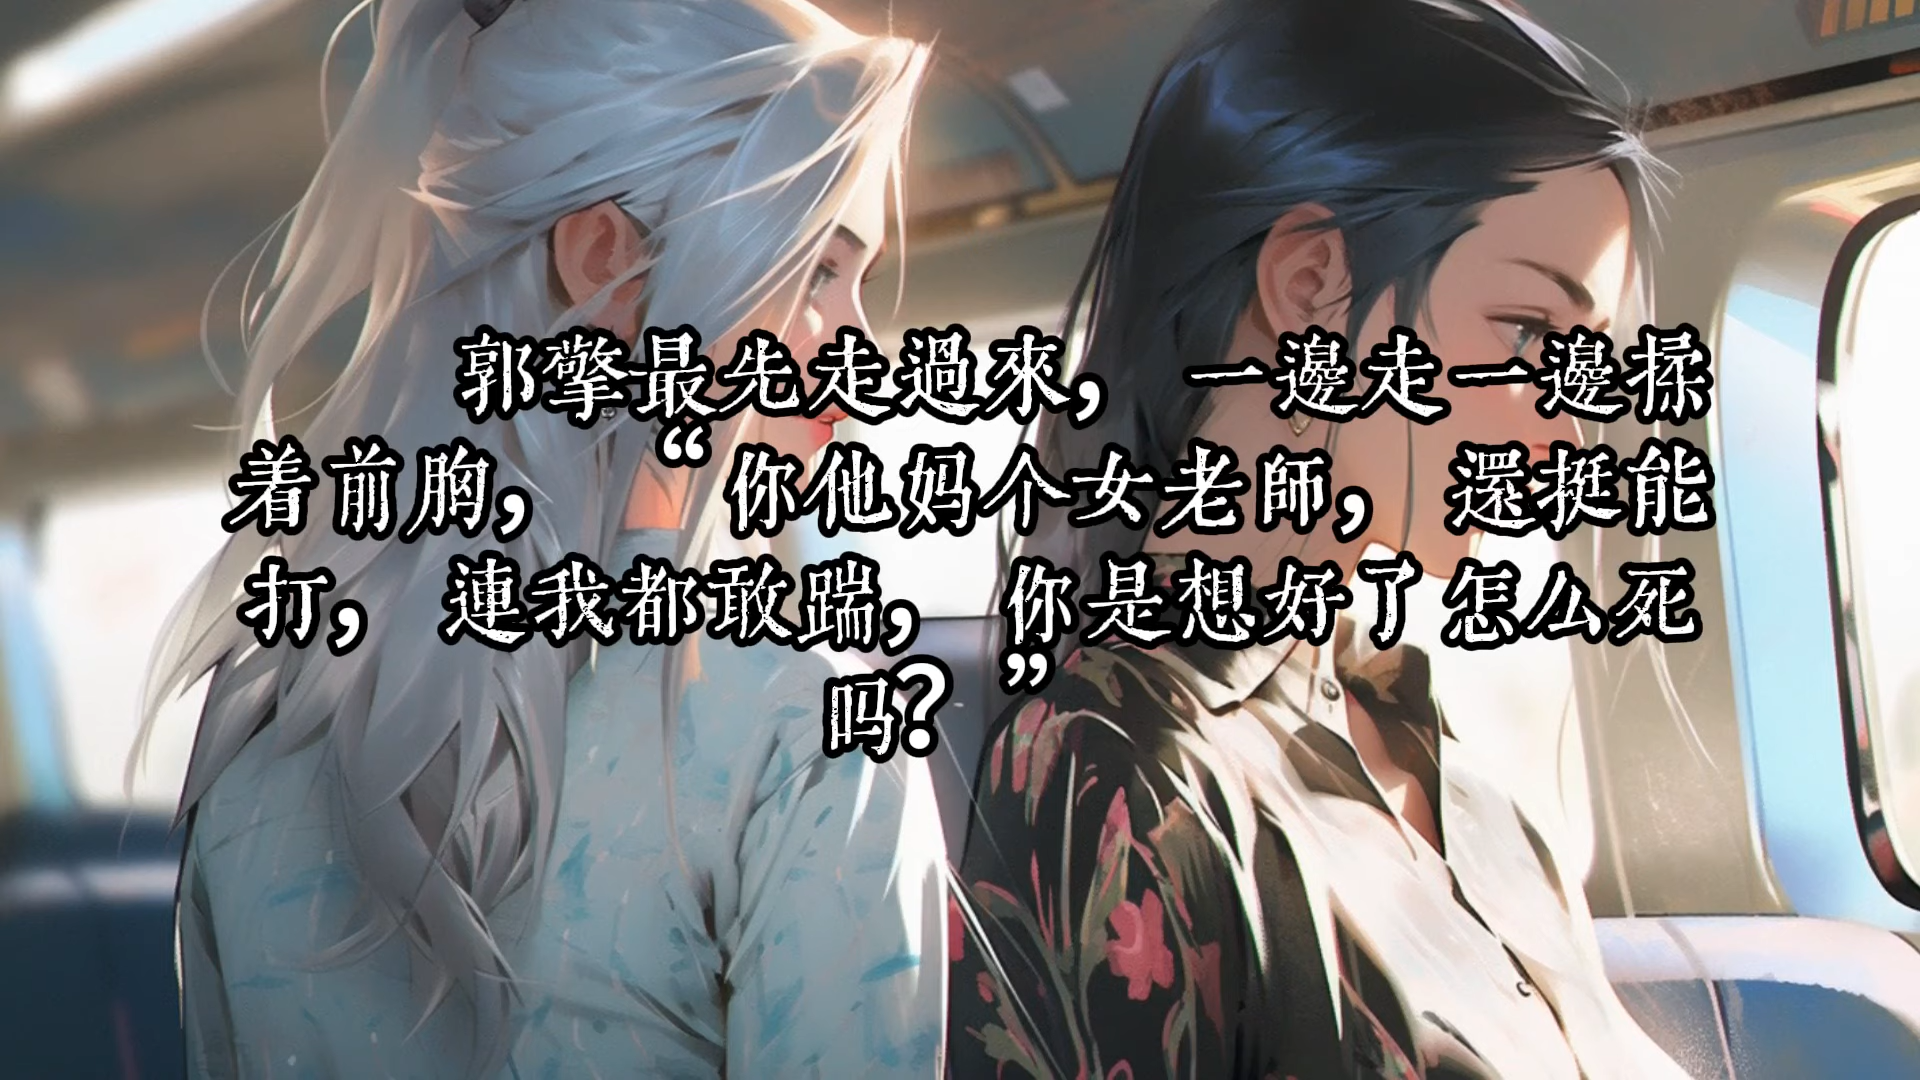 郭擎最先走過來，一邊走一邊揉
着前胸，“你他妈个女老師，還挺能
打，連我都敢踹，你是想好了怎么死
吗？”